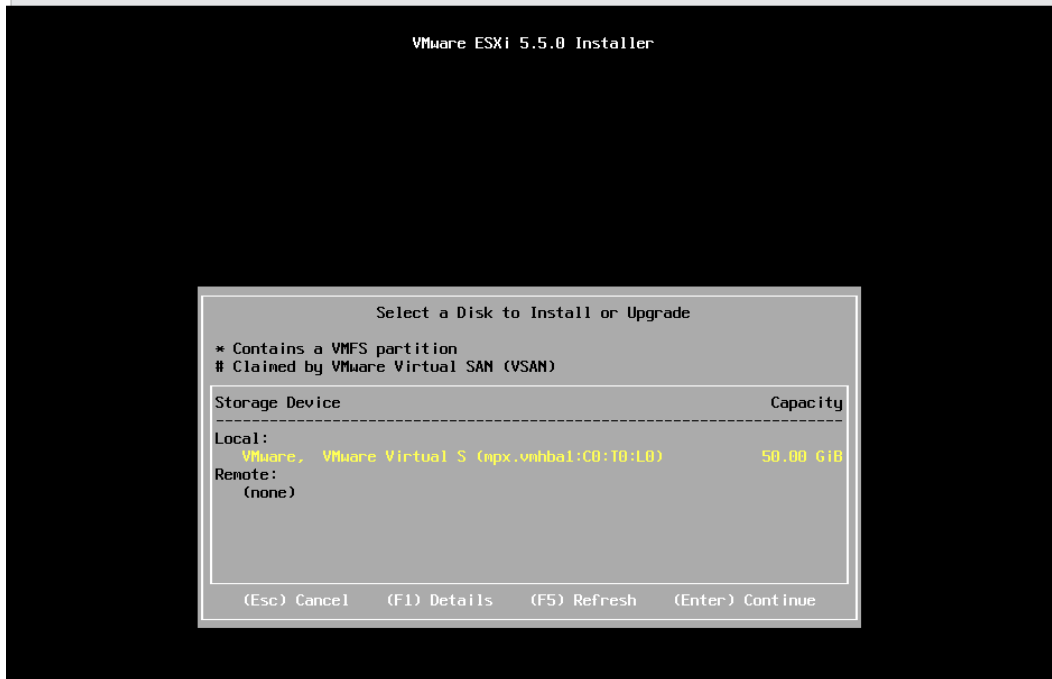 VMware ESXi 5.5.0 Installer
Select a Disk to Install or Upgrade
* Contains a VMFS partition
# Claimed by VMware Virtual SAN (VSAN)
Storage Device Capacity
--------------------------------------------------------------------------------
Local:
VMware, VMware Virtual S (mpx.vmhba1:C0:T0:L0) 50.00 GiB
Remote:
(none)
(Esc) Cancel (F1) Details (F5) Refresh (Enter) Continue